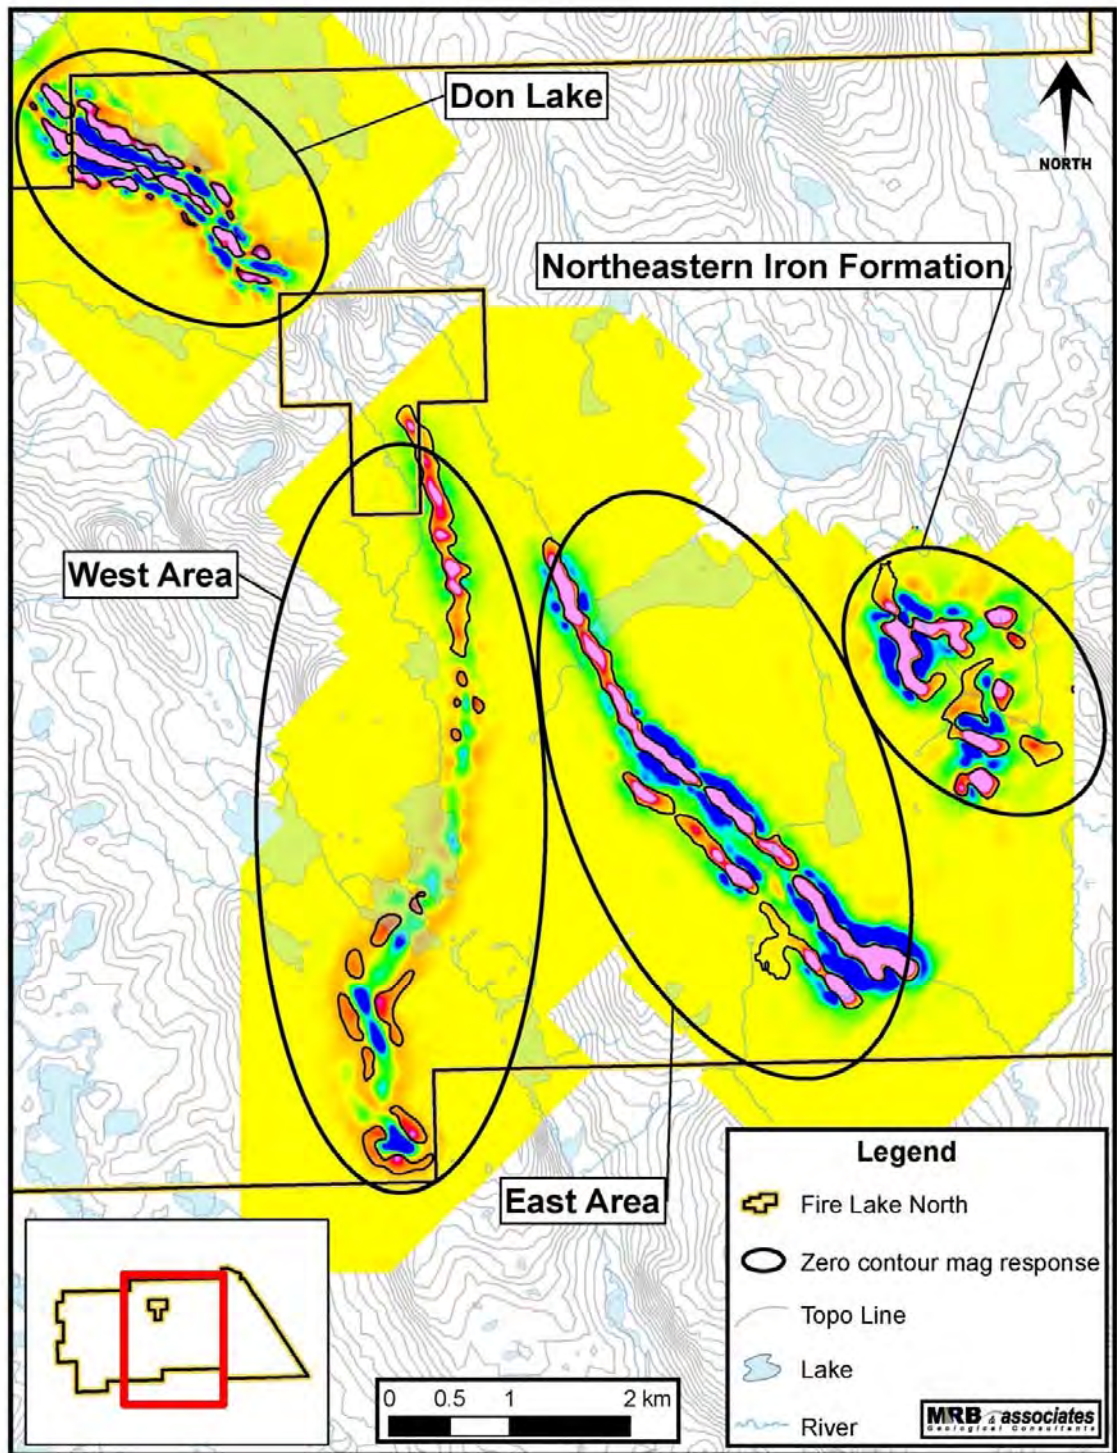 Don Lake
NORTH
Northeastern Iron Formation
West Area
East Area
Legend
Fire Lake North
Zero contour mag response
Topo Line
Lake
River
0 0.5 1 2 km
MRB & associates
Geological Consultants